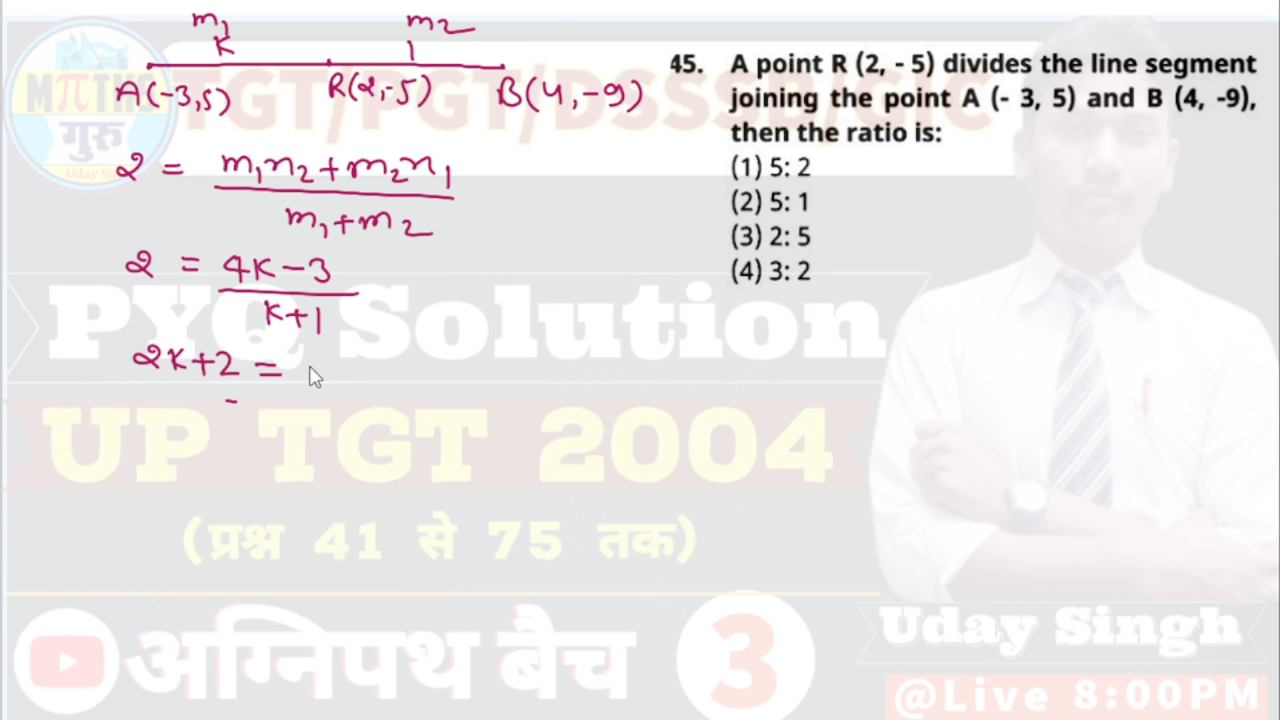 m₁ m₂
K 1
A(-3,5) R(2,-5) B(4,-9)
2 = m₁x₂+m₂x₁
m₁+m₂
2 = 4K-3
K+1
2K+2 =
-
45. A point R (2, - 5) divides the line segment
joining the point A (- 3, 5) and B (4, -9),
then the ratio is:
(1) 5: 2
(2) 5: 1
(3) 2: 5
(4) 3: 2
MπTHS
गुरु
Uday
TGT/PGT/DSSSB/GIC
PYQ Solution
UP TGT 2004
(प्रश्न 41 से 75 तक)
अग्निपथ बैच 3
Uday Singh
@Live 8:00PM